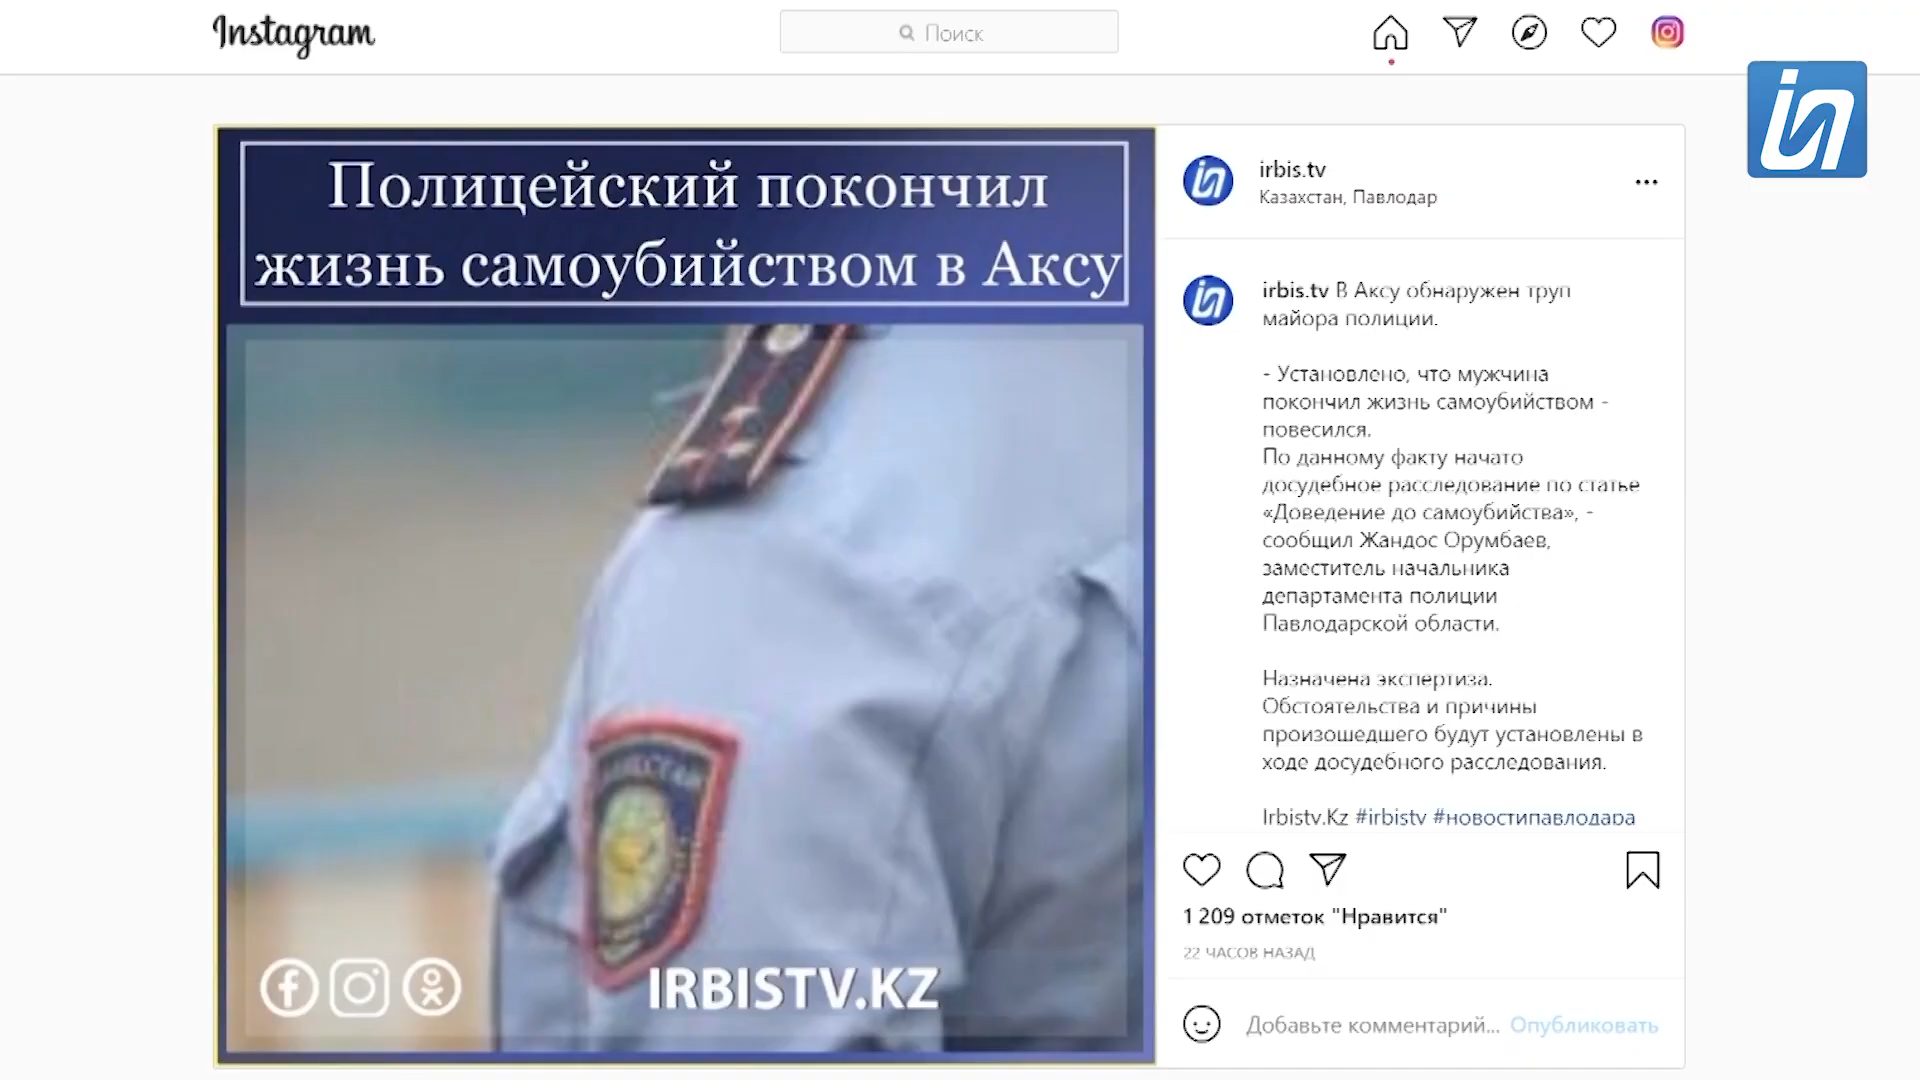 Instagram
Поиск
Полицейский покончил
жизнь самоубийством в Аксу
IRBISTV.KZ
irbis.tv
Казахстан, Павлодар
irbis.tv В Аксу обнаружен труп
майора полиции.
- Установлено, что мужчина
покончил жизнь самоубийством -
повесился.
По данному факту начато
досудебное расследование по статье
«Доведение до самоубийства», -
сообщил Жандос Орумбаев,
заместитель начальника
департамента полиции
Павлодарской области.
Назначена экспертиза.
Обстоятельства и причины
произошедшего будут установлены в
ходе досудебного расследования.
Irbistv.Kz #irbistv #новостипавлодара
1 209 отметок "Нравится"
22 ЧАСОВ НАЗАД
Добавьте комментарий... Опубликовать